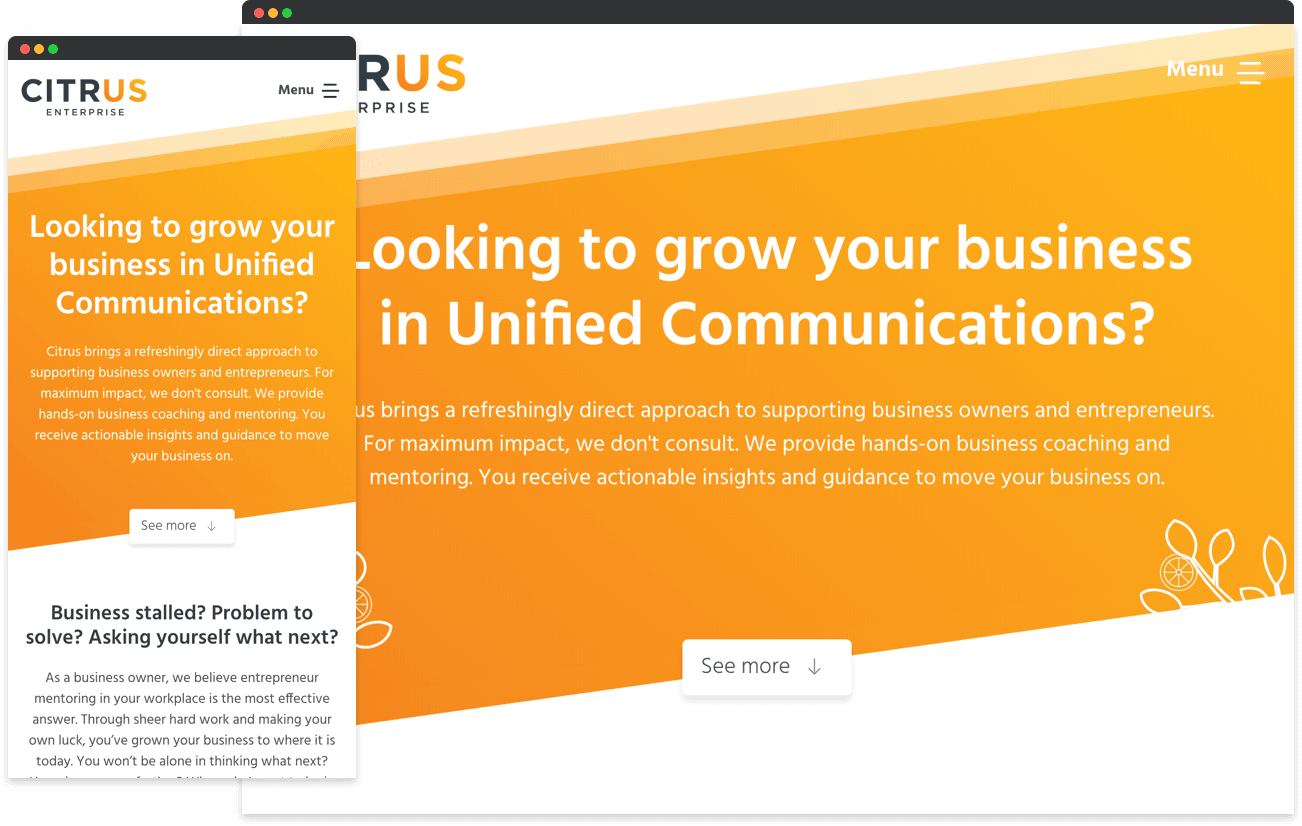 CITRUS
ENTERPRISE
Menu
Looking to grow your
business in Unified
Communications?
Citrus brings a refreshingly direct approach to
supporting business owners and entrepreneurs. For
maximum impact, we don't consult. We provide
hands-on business coaching and mentoring. You
receive actionable insights and guidance to move
your business on.
See more ↓
Business stalled? Problem to
solve? Asking yourself what next?
As a business owner, we believe entrepreneur
mentoring in your workplace is the most effective
answer. Through sheer hard work and making your
own luck, you’ve grown your business to where it is
today. You won’t be alone in thinking what next?
RUS
RPRISE
Menu
Looking to grow your business
in Unified Communications?
us brings a refreshingly direct approach to supporting business owners and entrepreneurs.
For maximum impact, we don't consult. We provide hands-on business coaching and
mentoring. You receive actionable insights and guidance to move your business on.
See more ↓